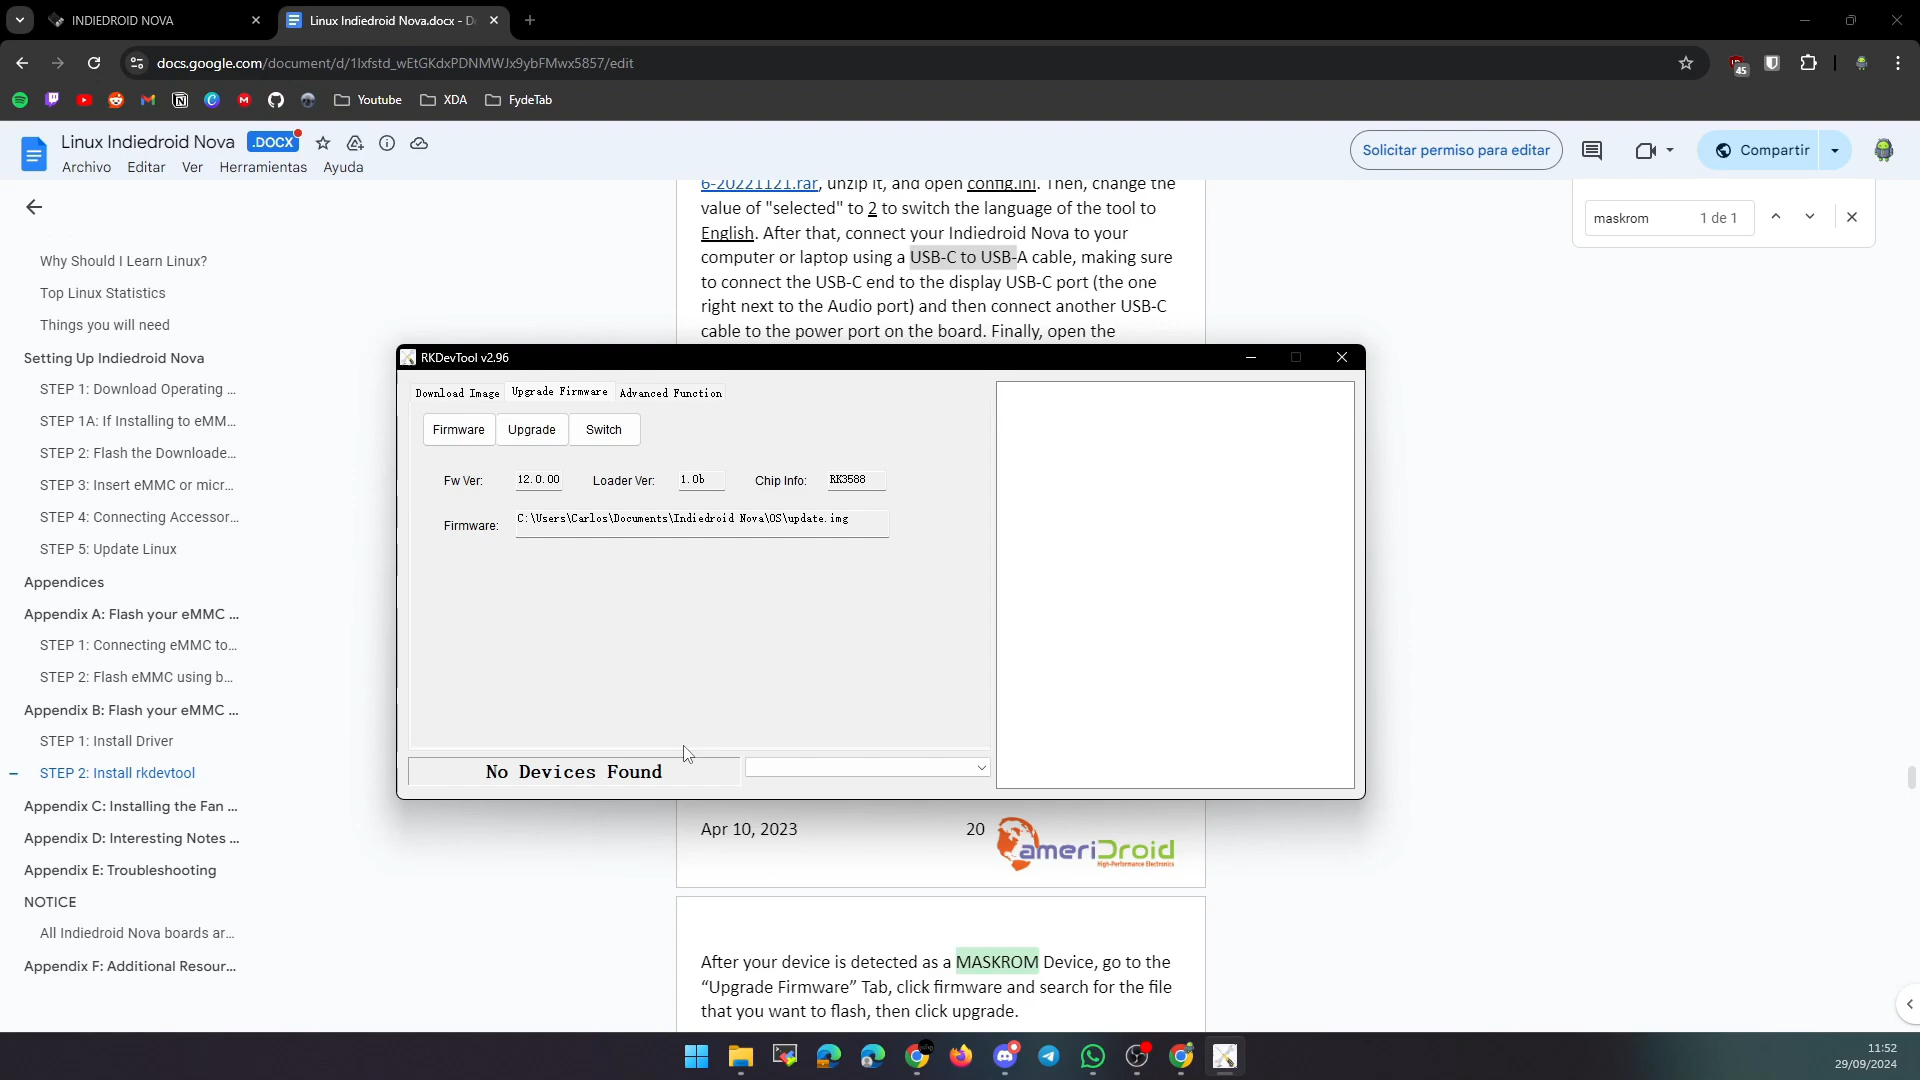 INDIEDROID NOVA
Linux Indiedroid Nova.docx - D
docs.google.com/document/d/1lxfstd_wEtGKdxPDNMWJx9ybFMwx5857/edit
45
Youtube
XDA
FydeTab
Linux Indiedroid Nova
.DOCX
Archivo
Editar
Ver
Herramientas
Ayuda
Solicitar permiso para editar
Compartir
maskrom
1 de 1
Why Should I Learn Linux?
Top Linux Statistics
Things you will need
Setting Up Indiedroid Nova
STEP 1: Download Operating ...
STEP 1A: If Installing to eMM...
STEP 2: Flash the Downloade...
STEP 3: Insert eMMC or micr...
STEP 4: Connecting Accessor...
STEP 5: Update Linux
Appendices
Appendix A: Flash your eMMC ...
STEP 1: Connecting eMMC to...
STEP 2: Flash eMMC using b...
Appendix B: Flash your eMMC ...
STEP 1: Install Driver
STEP 2: Install rkdevtool
Appendix C: Installing the Fan ...
Appendix D: Interesting Notes ...
Appendix E: Troubleshooting
NOTICE
All Indiedroid Nova boards ar...
Appendix F: Additional Resour...
6-20221121.rar, unzip it, and open config.ini. Then, change the
value of "selected" to 2 to switch the language of the tool to
English. After that, connect your Indiedroid Nova to your
computer or laptop using a USB-C to USB-A cable, making sure
to connect the USB-C end to the display USB-C port (the one
right next to the Audio port) and then connect another USB-C
cable to the power port on the board. Finally, open the
RKDevTool v2.96
Download Image
Upgrade Firmware
Advanced Function
Firmware
Upgrade
Switch
Fw Ver:
12.0.00
Loader Ver:
1.0b
Chip Info:
RK3588
Firmware:
C:\Users\Carlos\Documents\Indiedroid Nova\OS\update.img
No Devices Found
Apr 10, 2023
20
ameriDroid
High-Performance Electronics
After your device is detected as a MASKROM Device, go to the
“Upgrade Firmware” Tab, click firmware and search for the file
that you want to flash, then click upgrade.
11:52
29/09/2024